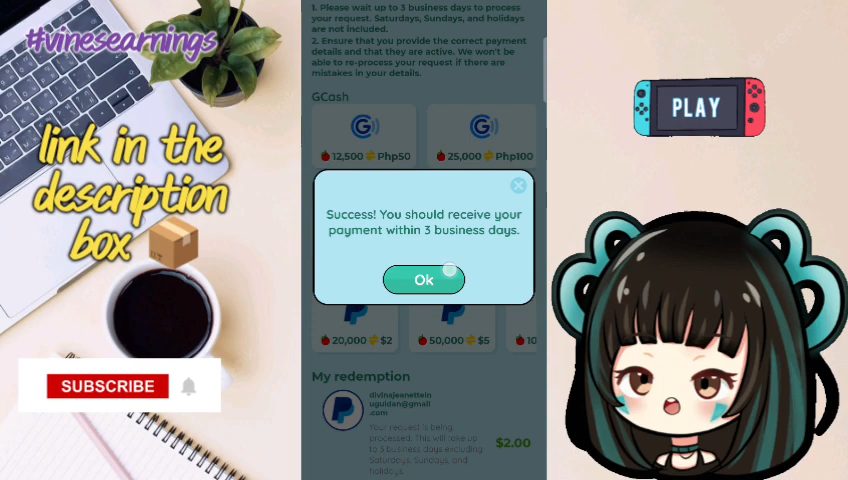 #vinesearnings
link in the
description
box
SUBSCRIBE
1. Please wait up to 3 business days to process
your request. Saturdays, Sundays, and holidays
are not included.
2. Ensure that you provide the correct payment
details and that they are active. We won't be
able to re-process your request if there are
mistakes in your details.
GCash
12,500 Php50
25,000 Php100
Success! You should receive your
payment within 3 business days.
Ok
20,000 $2
50,000 $5
10
My redemption
divinajeannettein
uguidan@gmail
.com
Your request is being
processed. This will take up
to 3 business days excluding
Saturdays, Sundays, and
holidays.
$2.00
PLAY